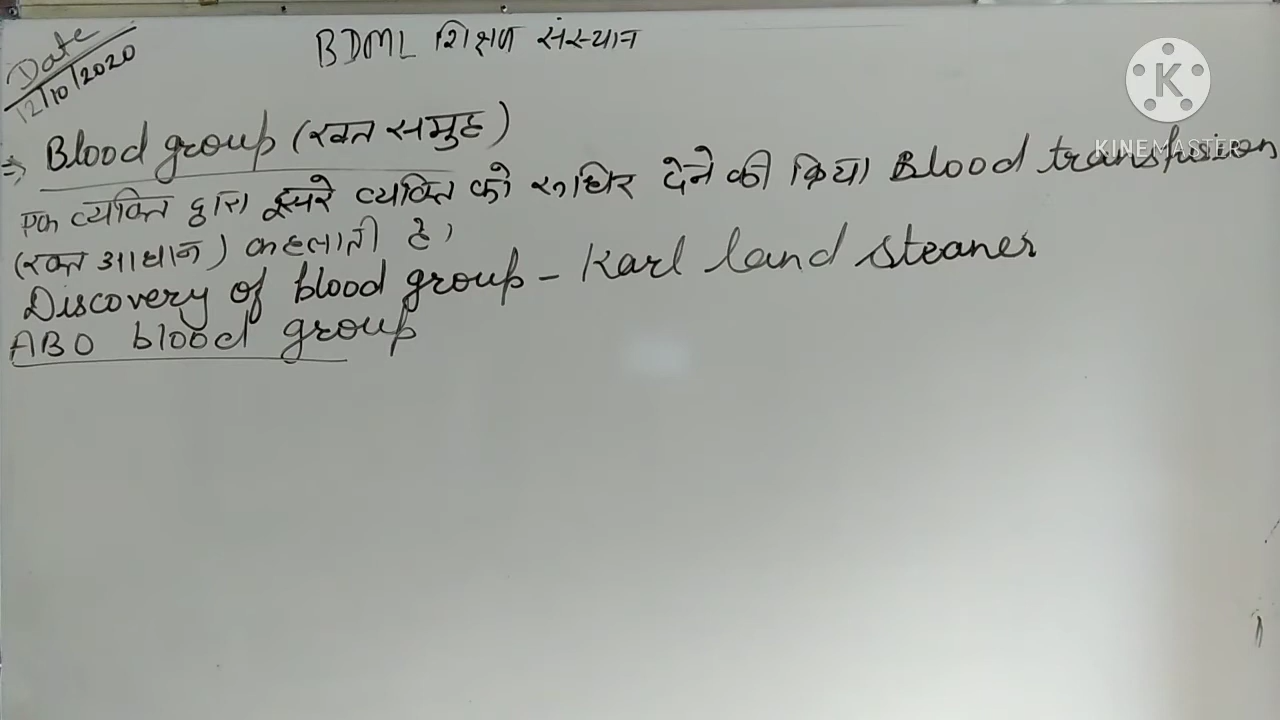 Date
12/10/2020
BDML शिक्षण संस्थान
K
KINEMASTER
⇒ Blood group (रक्त समुह)
एक व्यक्ति द्वारा दूसरे व्यक्ति को रुधिर देने की क्रिया Blood transfusion
(रक्त आधान) कहलाती है।
Discovery of blood group - Karl land steaner
ABO blood group